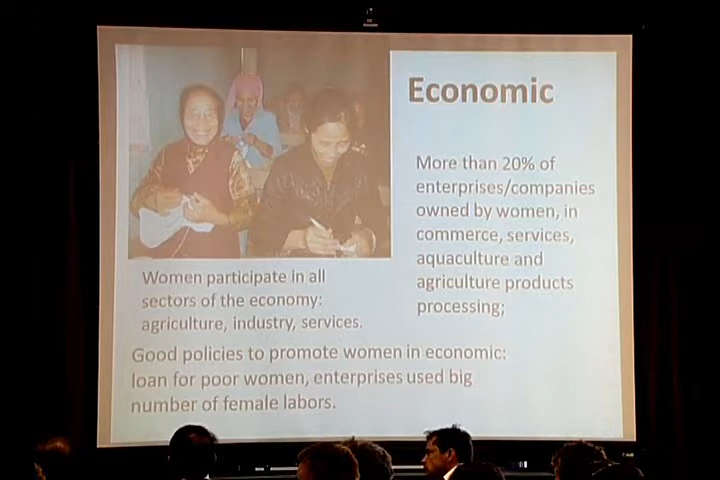 Economic
More than 20% of
enterprises/companies
owned by women, in
commerce, services,
aquaculture and
agriculture products
processing;
Women participate in all
sectors of the economy:
agriculture, industry, services.
Good policies to promote women in economic:
loan for poor women, enterprises used big
number of female labors.